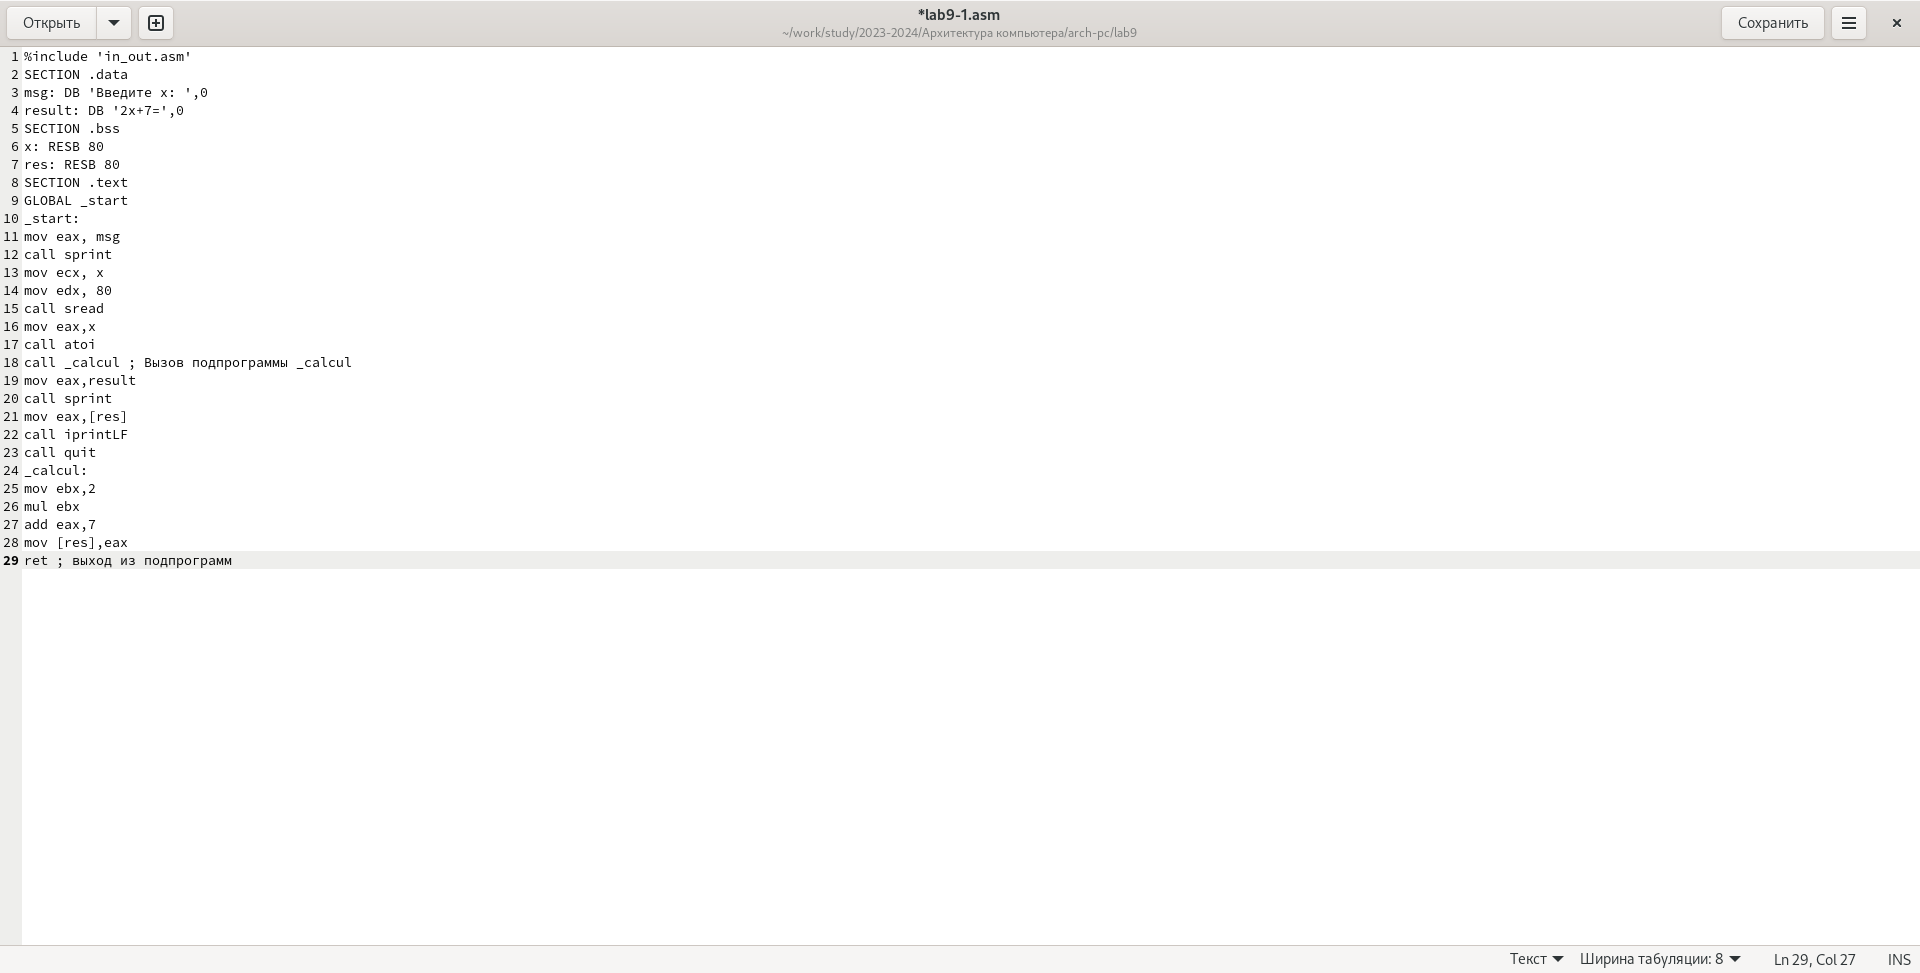 Открыть
*lab9-1.asm
~/work/study/2023-2024/Архитектура компьютера/arch-pc/lab9
Сохранить
1 %include 'in_out.asm'
2 SECTION .data
3 msg: DB 'Введите x: ',0
4 result: DB '2x+7=',0
5 SECTION .bss
6 x: RESB 80
7 res: RESB 80
8 SECTION .text
9 GLOBAL _start
10 _start:
11 mov eax, msg
12 call sprint
13 mov ecx, x
14 mov edx, 80
15 call sread
16 mov eax,x
17 call atoi
18 call _calcul ; Вызов подпрограммы _calcul
19 mov eax,result
20 call sprint
21 mov eax,[res]
22 call iprintLF
23 call quit
24 _calcul:
25 mov ebx,2
26 mul ebx
27 add eax,7
28 mov [res],eax
29 ret ; выход из подпрограмм
Текст Ширина табуляции: 8 Ln 29, Col 27 INS